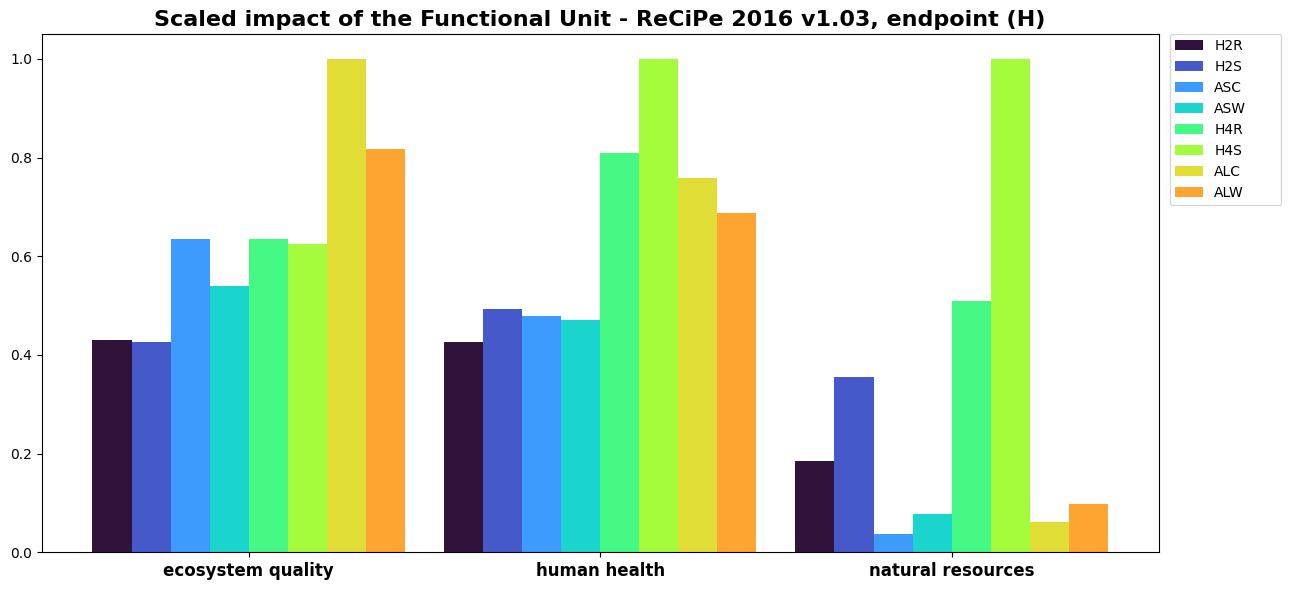 Scaled impact of the Functional Unit - ReCiPe 2016 v1.03, endpoint (H)
1.0
0.8
0.6
0.4
0.2
0.0
ecosystem quality
human health
natural resources
H2R
H2S
ASC
ASW
H4R
H4S
ALC
ALW